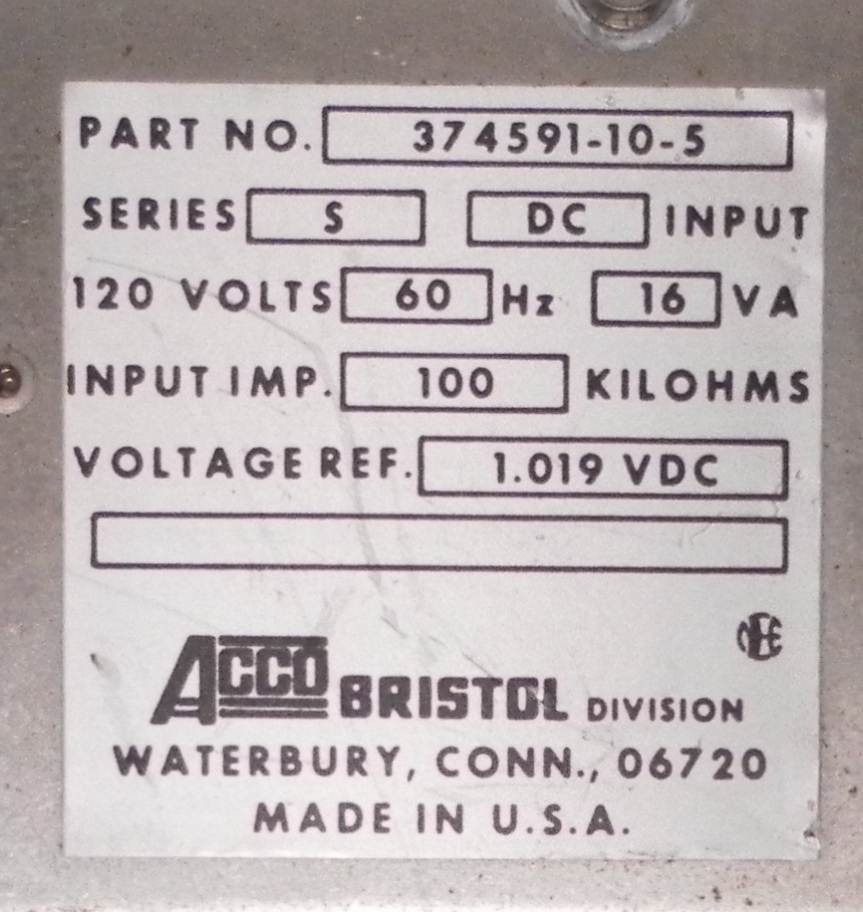 PART NO. 374591-10-5
SERIES S DC INPUT
120 VOLTS 60 Hz 16 VA
INPUT IMP. 100 KILOHMS
VOLTAGE REF. 1.019 VDC
ACCO BRISTOL DIVISION
WATERBURY, CONN., 06720
MADE IN U.S.A.